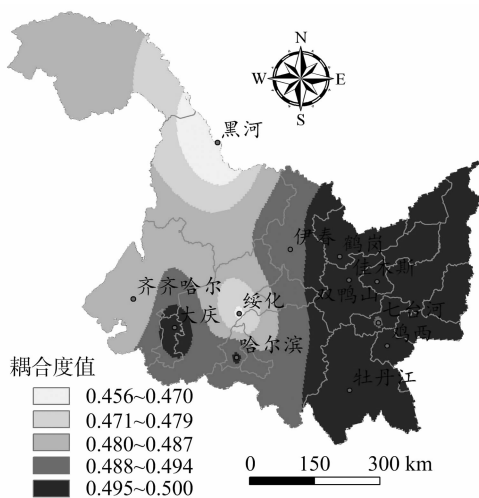 N
W E
S
黑河
伊春
鹤岗
佳木斯
双鸭山
齐齐哈尔
绥化
七台河
大庆
鸡西
哈尔滨
牡丹江
耦合度值
0.456~0.470
0.471~0.479
0.480~0.487
0.488~0.494
0.495~0.500
0 150 300 km